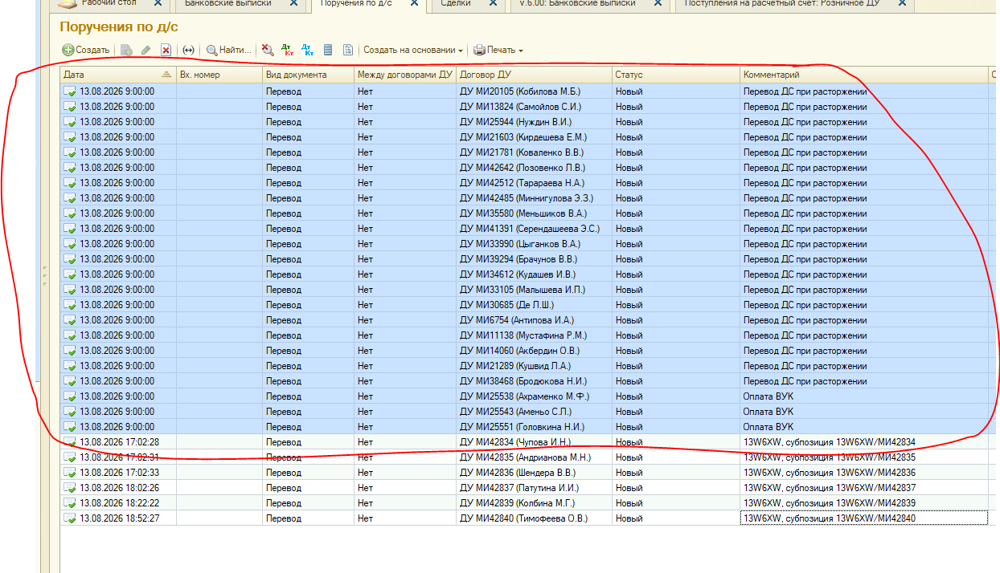 Рабочий стол Банковские выписки Поручения по д/с Сделки v.6.00: Банковские выписки Поступления на расчетный счет: Розничное ДУ
Поручения по д/с
Создать Найти... Дт Кт Дт Кт Создать на основании Печать
Дата Вх. номер Вид документа Между договорами ДУ Договор ДУ Статус Комментарий
13.08.2026 9:00:00 Перевод Нет ДУ МИ20105 (Кобилова М.Б.) Новый Перевод ДС при расторжении
13.08.2026 9:00:00 Перевод Нет ДУ МИ13824 (Самойлов С.И.) Новый Перевод ДС при расторжении
13.08.2026 9:00:00 Перевод Нет ДУ МИ25944 (Нуждин В.И.) Новый Перевод ДС при расторжении
13.08.2026 9:00:00 Перевод Нет ДУ МИ21603 (Кирдешева Е.М.) Новый Перевод ДС при расторжении
13.08.2026 9:00:00 Перевод Нет ДУ МИ21781 (Коваленко В.В.) Новый Перевод ДС при расторжении
13.08.2026 9:00:00 Перевод Нет ДУ МИ42642 (Лозовенко Л.В.) Новый Перевод ДС при расторжении
13.08.2026 9:00:00 Перевод Нет ДУ МИ42512 (Тарараева Н.А.) Новый Перевод ДС при расторжении
13.08.2026 9:00:00 Перевод Нет ДУ МИ42485 (Миннигулова Э.З.) Новый Перевод ДС при расторжении
13.08.2026 9:00:00 Перевод Нет ДУ МИ35580 (Меньшиков В.А.) Новый Перевод ДС при расторжении
13.08.2026 9:00:00 Перевод Нет ДУ МИ41391 (Серендашеева Э.С.) Новый Перевод ДС при расторжении
13.08.2026 9:00:00 Перевод Нет ДУ МИ33990 (Цыганков В.А.) Новый Перевод ДС при расторжении
13.08.2026 9:00:00 Перевод Нет ДУ МИ39294 (Брачунов В.В.) Новый Перевод ДС при расторжении
13.08.2026 9:00:00 Перевод Нет ДУ МИ34612 (Кудашев И.В.) Новый Перевод ДС при расторжении
13.08.2026 9:00:00 Перевод Нет ДУ МИ33105 (Малышева И.П.) Новый Перевод ДС при расторжении
13.08.2026 9:00:00 Перевод Нет ДУ МИ30685 (Де Л.Ш.) Новый Перевод ДС при расторжении
13.08.2026 9:00:00 Перевод Нет ДУ МИ6754 (Антипова И.А.) Новый Перевод ДС при расторжении
13.08.2026 9:00:00 Перевод Нет ДУ МИ11138 (Мустафина Р.М.) Новый Перевод ДС при расторжении
13.08.2026 9:00:00 Перевод Нет ДУ МИ14060 (Акбердин О.В.) Новый Перевод ДС при расторжении
13.08.2026 9:00:00 Перевод Нет ДУ МИ21289 (Кушвид Л.А.) Новый Перевод ДС при расторжении
13.08.2026 9:00:00 Перевод Нет ДУ МИ38468 (Бродюкова Н.И.) Новый Перевод ДС при расторжении
13.08.2026 9:00:00 Перевод Нет ДУ МИ25538 (Ахраменко М.Ф.) Новый Оплата ВУК
13.08.2026 9:00:00 Перевод Нет ДУ МИ25543 (Аменьо С.Л.) Новый Оплата ВУК
13.08.2026 9:00:00 Перевод Нет ДУ МИ25551 (Головкина Н.И.) Новый Оплата ВУК
13.08.2026 17:02:28 Перевод Нет ДУ МИ42834 (Чупова И.Н.) Новый 13W6XW, субпозиция 13W6XW/МИ42834
13.08.2026 17:02:31 Перевод Нет ДУ МИ42835 (Андрианова М.Н.) Новый 13W6XW, субпозиция 13W6XW/МИ42835
13.08.2026 17:02:33 Перевод Нет ДУ МИ42836 (Шендера В.В.) Новый 13W6XW, субпозиция 13W6XW/МИ42836
13.08.2026 18:02:26 Перевод Нет ДУ МИ42837 (Патутина И.И.) Новый 13W6XW, субпозиция 13W6XW/МИ42837
13.08.2026 18:22:22 Перевод Нет ДУ МИ42839 (Колбина М.Г.) Новый 13W6XW, субпозиция 13W6XW/МИ42839
13.08.2026 18:52:27 Перевод Нет ДУ МИ42840 (Тимофеева О.В.) Новый 13W6XW, субпозиция 13W6XW/МИ42840